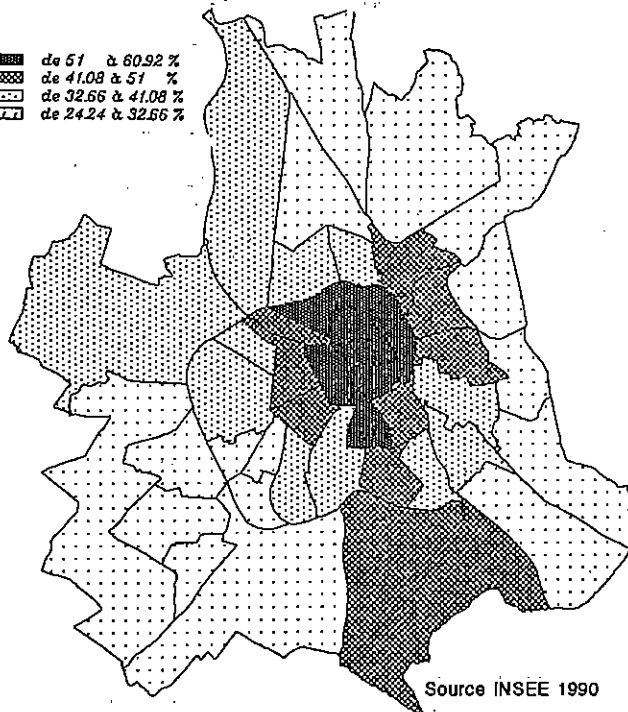 de 51 à 60.92 %
de 41.08 à 51 %
de 32.66 à 41.08 %
de 24.24 à 32.66 %
Source INSEE 1990